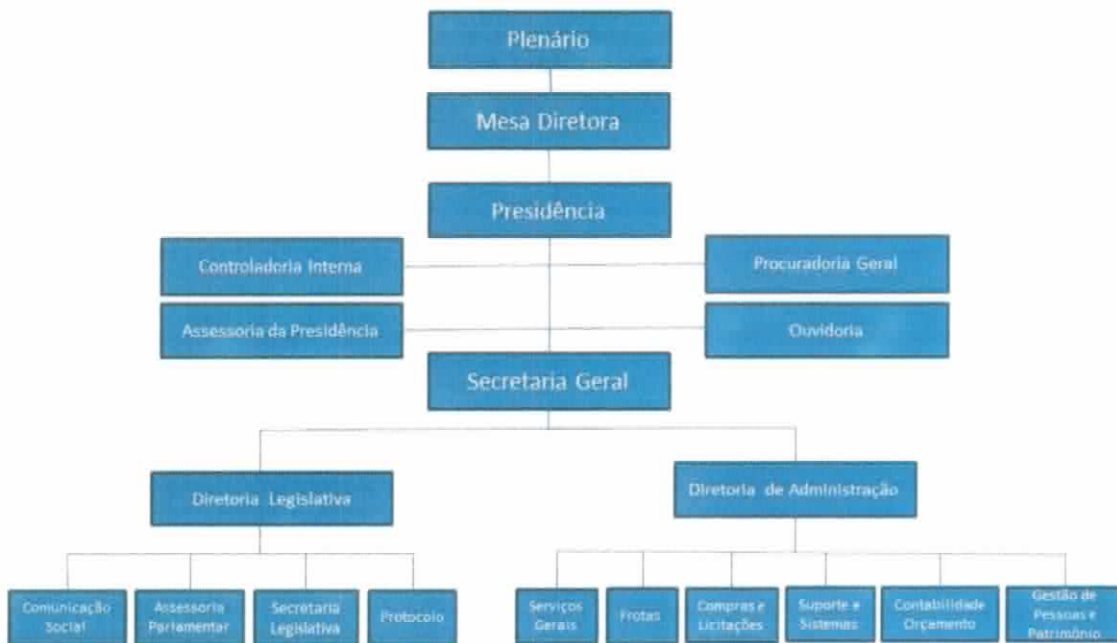 Plenário
Mesa Diretora
Presidência
Controladoria Interna
Procuradoria Geral
Assessoria da Presidência
Ouvidoria
Secretaria Geral
Diretoria Legislativa
Diretoria de Administração
Comunicação
Social
Assessoria
Parlamentar
Secretaria
Legislativa
Protocolo
Serviços
Gerais
Frotas
Compras e
Licitações
Suporte e
Sistemas
Contabilidade
Orçamento
Gestão de
Pessoas e
Patrimônio